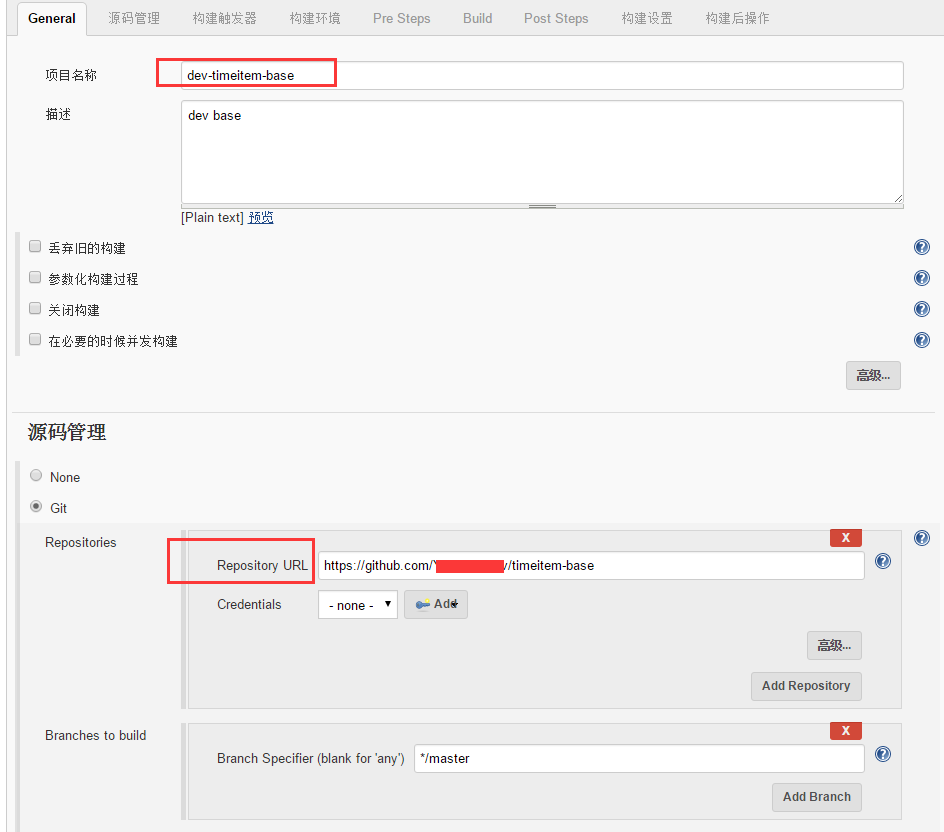 General 源码管理 构建触发器 构建环境 Pre Steps Build Post Steps 构建设置 构建后操作
项目名称 dev-timeitem-base
描述 dev base
[Plain text] 预览
丢弃旧的构建
参数化构建过程
关闭构建
在必要的时候并发构建
高级...
源码管理
None
Git
Repositories X
Repository URL https://github.com/ /timeitem-base
Credentials - none - Add
高级...
Add Repository
Branches to build X
Branch Specifier (blank for 'any') */master
Add Branch